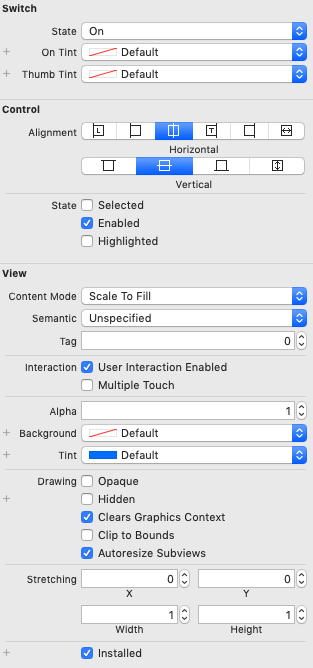 Switch
State On
+ On Tint Default
+ Thumb Tint Default
Control
Alignment L T
Horizontal
Vertical
State Selected
Enabled
Highlighted
View
Content Mode Scale To Fill
Semantic Unspecified
Tag 0
Interaction User Interaction Enabled
Multiple Touch
Alpha 1
+ Background Default
+ Tint Default
Drawing Opaque
+ Hidden
Clears Graphics Context
Clip to Bounds
Autoresize Subviews
Stretching 0 0
X Y
1 1
Width Height
+ Installed